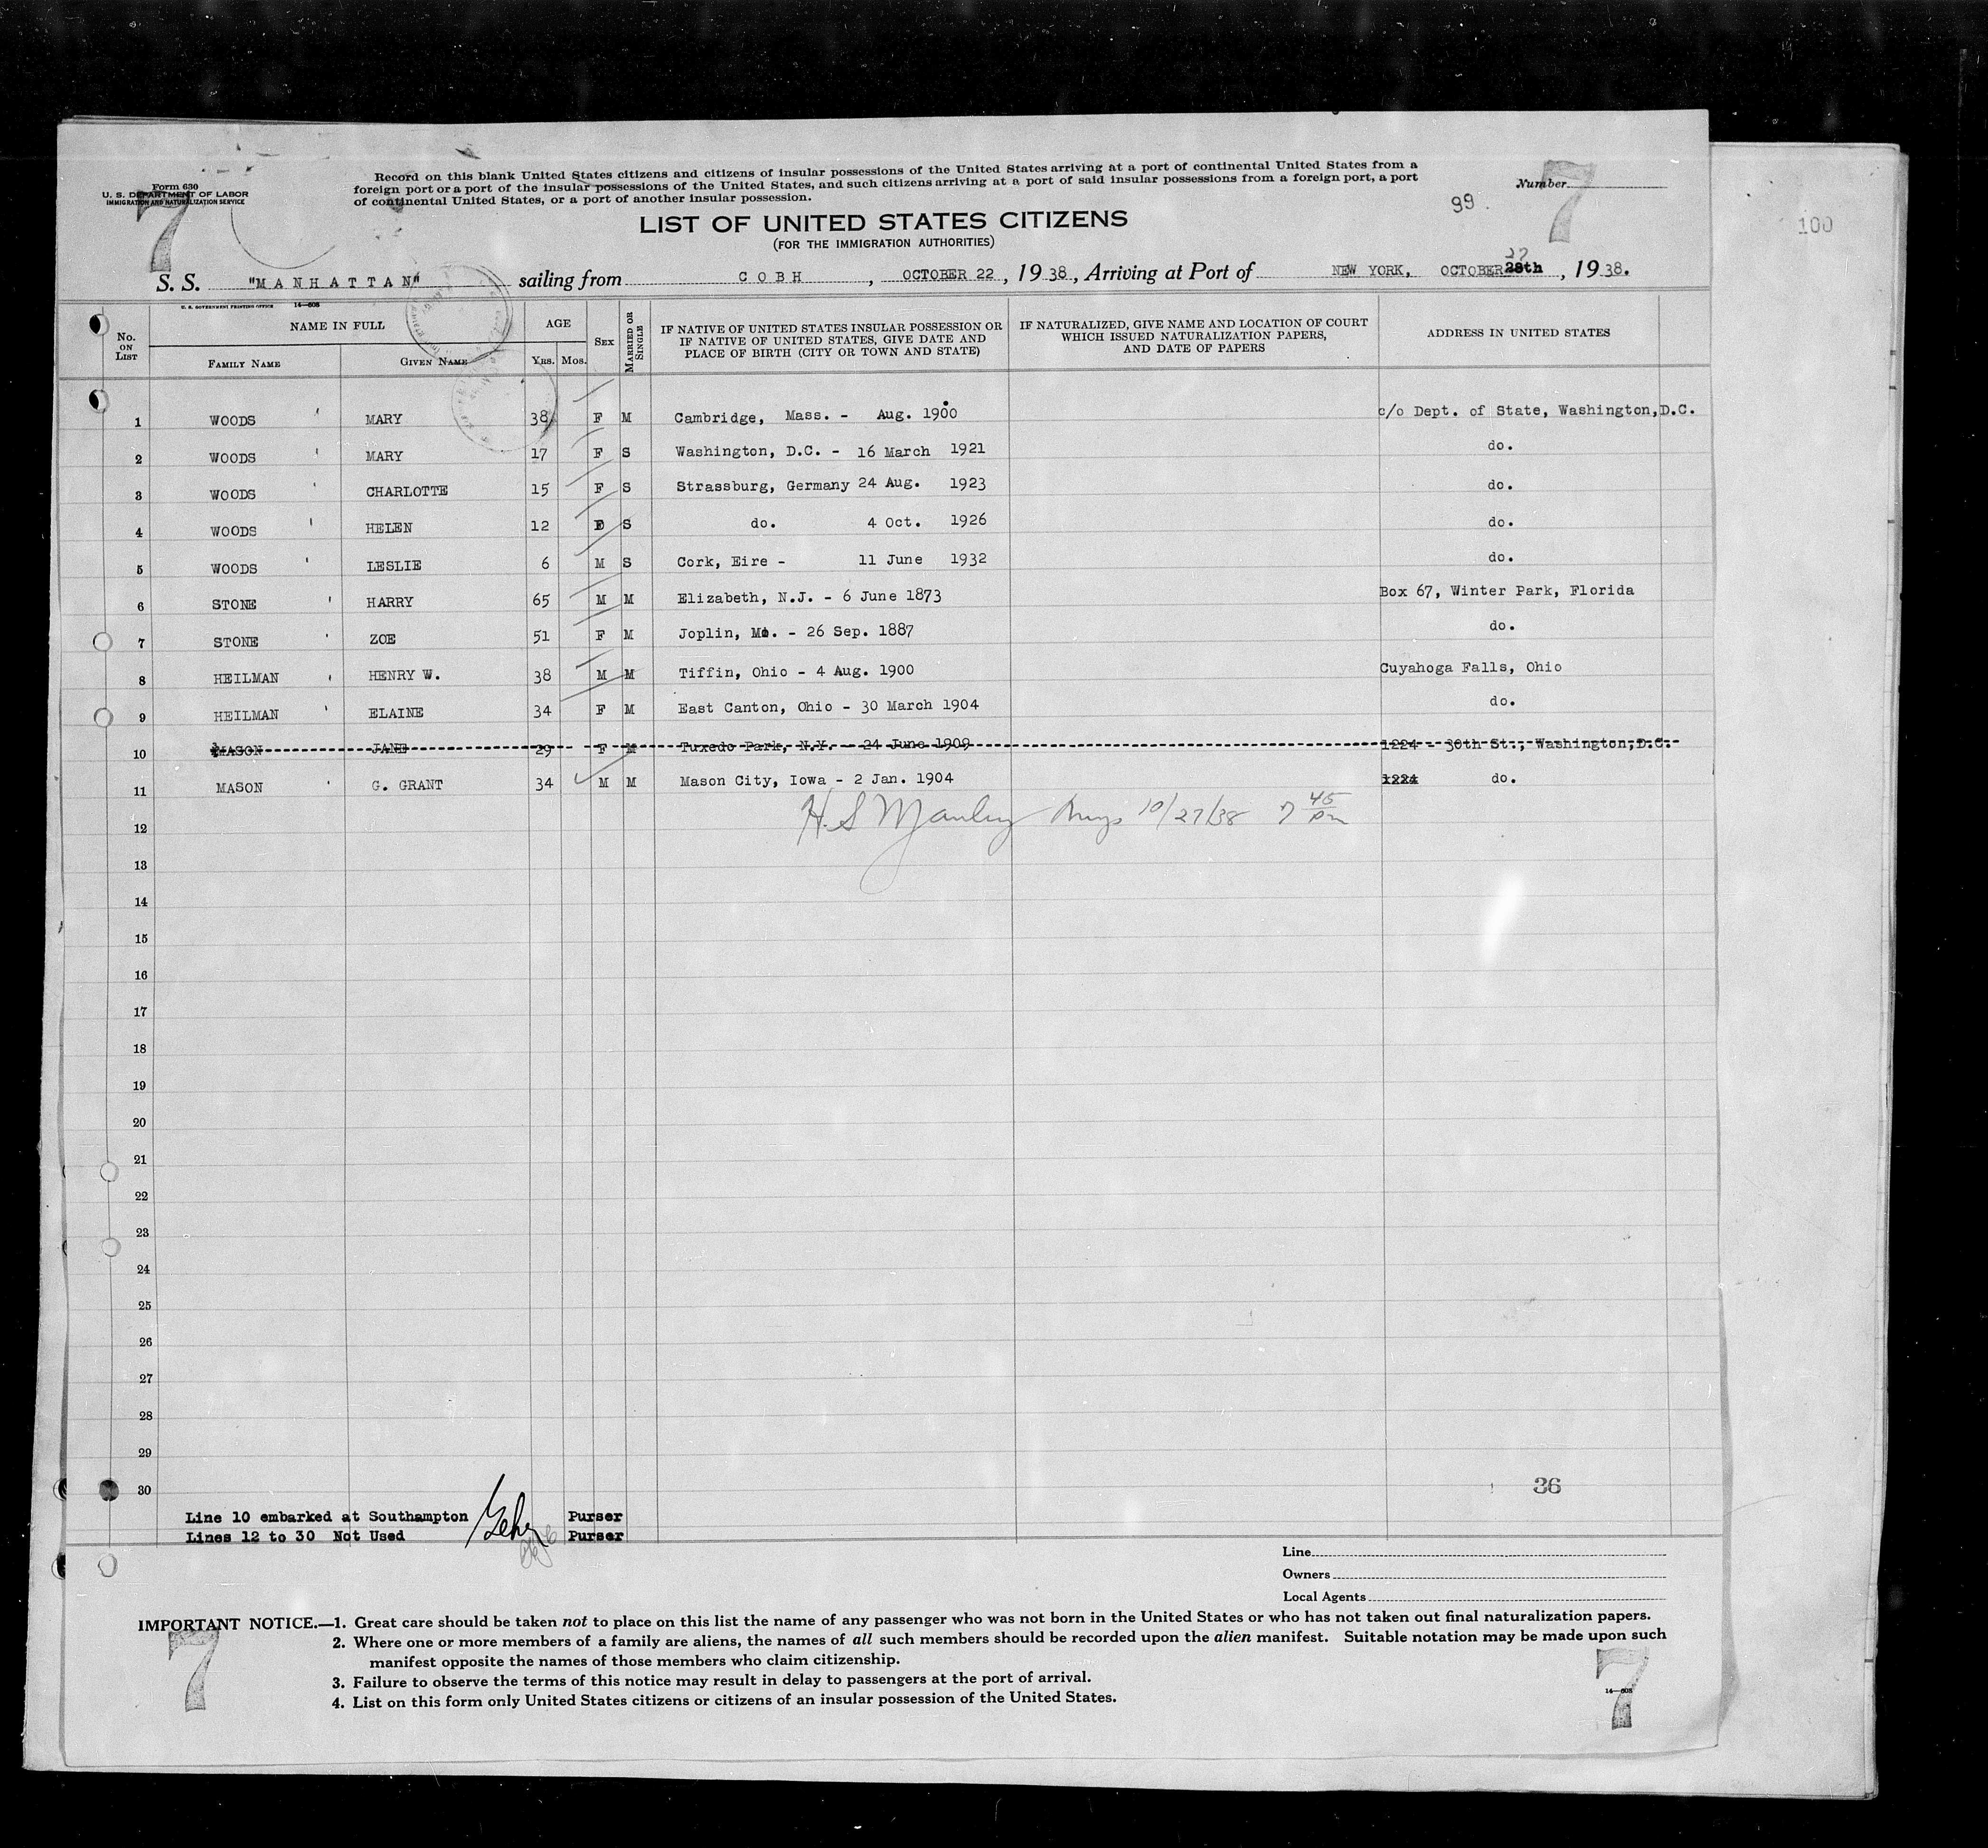 Form 630
U. S. DEPARTMENT OF LABOR
IMMIGRATION AND NATURALIZATION SERVICE
7
Record on this blank United States citizens and citizens of insular possessions of the United States arriving at a port of continental United States from a
foreign port or a port of the insular possessions of the United States, and such citizens arriving at a port of said insular possessions from a foreign port, a port
of continental United States, or a port of another insular possession.
Number
7
99.
100
LIST OF UNITED STATES CITIZENS
(FOR THE IMMIGRATION AUTHORITIES)
S. S. "MANHATTAN" sailing from COBH, OCTOBER 22, 1938, Arriving at Port of NEW YORK, OCTOBER 28th 27, 1938.
U. S. GOVERNMENT PRINTING OFFICE 14—608
No. ON LIST
NAME IN FULL
FAMILY NAME GIVEN NAME
AGE
YRS. MOS.
SEX
MARRIED OR SINGLE
IF NATIVE OF UNITED STATES INSULAR POSSESSION OR
IF NATIVE OF UNITED STATES, GIVE DATE AND
PLACE OF BIRTH (CITY OR TOWN AND STATE)
IF NATURALIZED, GIVE NAME AND LOCATION OF COURT
WHICH ISSUED NATURALIZATION PAPERS,
AND DATE OF PAPERS
ADDRESS IN UNITED STATES
1 WOODS MARY 38 F M Cambridge, Mass. - Aug. 1900 c/o Dept. of State, Washington, D.C.
2 WOODS MARY 17 F S Washington, D.C. - 16 March 1921 do.
3 WOODS CHARLOTTE 15 F S Strassburg, Germany 24 Aug. 1923 do.
4 WOODS HELEN 12 F S do. 4 Oct. 1926 do.
5 WOODS LESLIE 6 M S Cork, Eire - 11 June 1932 do.
6 STONE HARRY 65 M M Elizabeth, N.J. - 6 June 1873 Box 67, Winter Park, Florida
7 STONE ZOE 51 F M Joplin, Mo. - 26 Sep. 1887 do.
8 HEILMAN HENRY W. 38 M M Tiffin, Ohio - 4 Aug. 1900 Cuyahoga Falls, Ohio
9 HEILMAN ELAINE 34 F M East Canton, Ohio - 30 March 1904 do.
10 MASON JANE 29 F M Tuxedo Park, N.Y. - 24 June 1909 1224 - 30th St., Washington, D.C.
11 MASON G. GRANT 34 M M Mason City, Iowa - 2 Jan. 1904 1224 do.
12 H. S Manley 10/27/38 7 45 pm
13
14
15
16
17
18
19
20
21
22
23
24
25
26
27
28
29
30
36
Line 10 embarked at Southampton Purser
Lines 12 to 30 Not Used Purser
Line
Owners
Local Agents
IMPORTANT NOTICE.—1. Great care should be taken not to place on this list the name of any passenger who was not born in the United States or who has not taken out final naturalization papers.
2. Where one or more members of a family are aliens, the names of all such members should be recorded upon the alien manifest. Suitable notation may be made upon such
manifest opposite the names of those members who claim citizenship.
3. Failure to observe the terms of this notice may result in delay to passengers at the port of arrival.
4. List on this form only United States citizens or citizens of an insular possession of the United States.
7
14—608
7